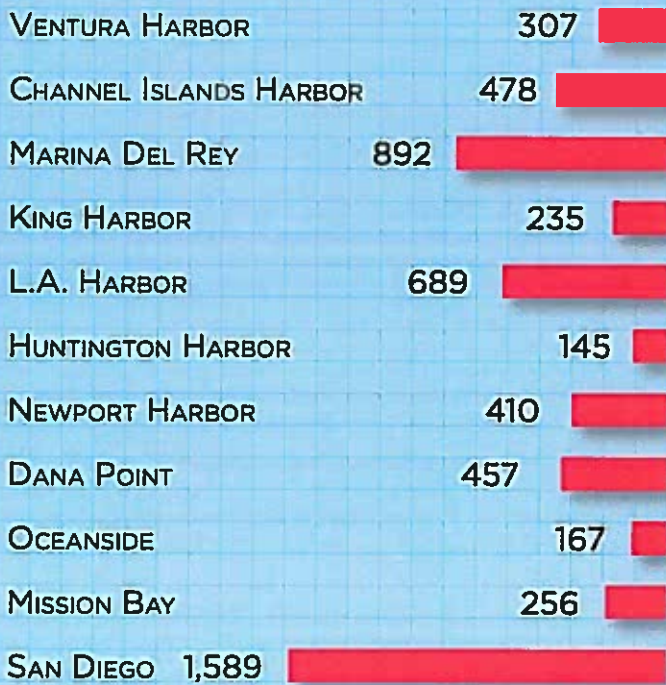 Ventura Harbor 307
Channel Islands Harbor 478
Marina Del Rey 892
King Harbor 235
L.A. Harbor 689
Huntington Harbor 145
Newport Harbor 410
Dana Point 457
Oceanside 167
Mission Bay 256
San Diego 1,589